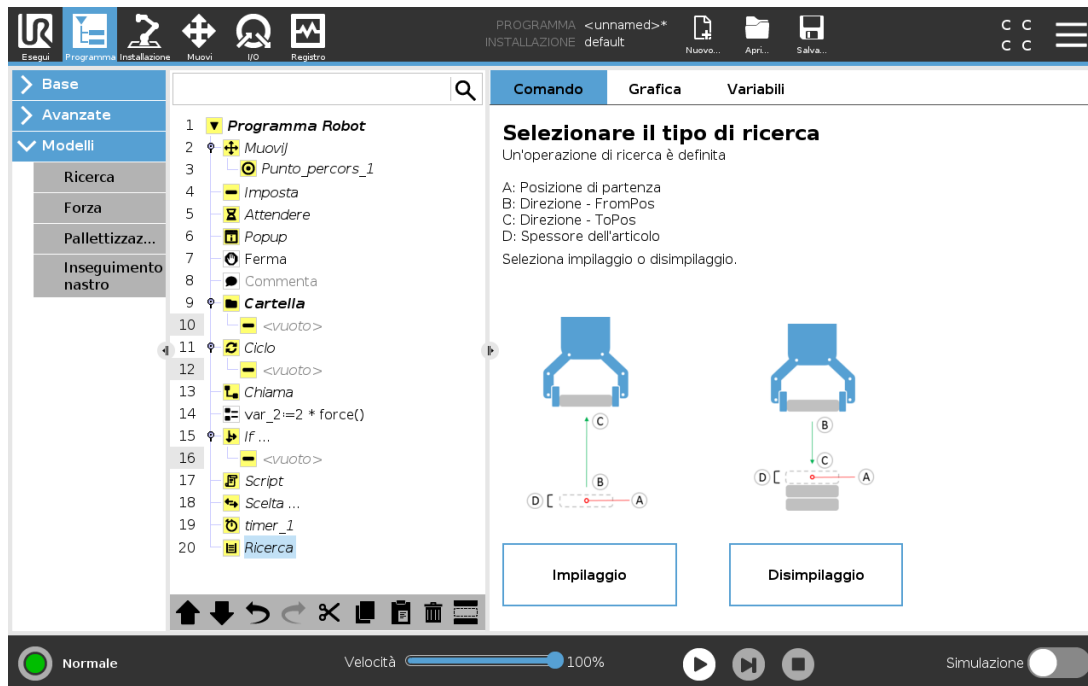 UR
Esegui
Programma
Installazione
Muovi
I/O
Registro
PROGRAMMA <unnamed>*
INSTALLAZIONE default
Nuovo...
Apri...
Salva...
C C
C C
Base
Avanzate
Modelli
Ricerca
Forza
Pallettizzaz...
Inseguimento
nastro
1 Programma Robot
2 MuoviJ
3 Punto_percors_1
4 Imposta
5 Attendere
6 Popup
7 Ferma
8 Commenta
9 Cartella
10 <vuoto>
11 Ciclo
12 <vuoto>
13 Chiama
14 var_2:=2 * force()
15 If ...
16 <vuoto>
17 Script
18 Scelta ...
19 timer_1
20 Ricerca
Comando
Grafica
Variabili
Selezionare il tipo di ricerca
Un'operazione di ricerca è definita
A: Posizione di partenza
B: Direzione - FromPos
C: Direzione - ToPos
D: Spessore dell'articolo
Seleziona impilaggio o disimpilaggio.
C
B
D
A
B
C
D
A
Impilaggio
Disimpilaggio
Normale
Velocità
100%
Simulazione